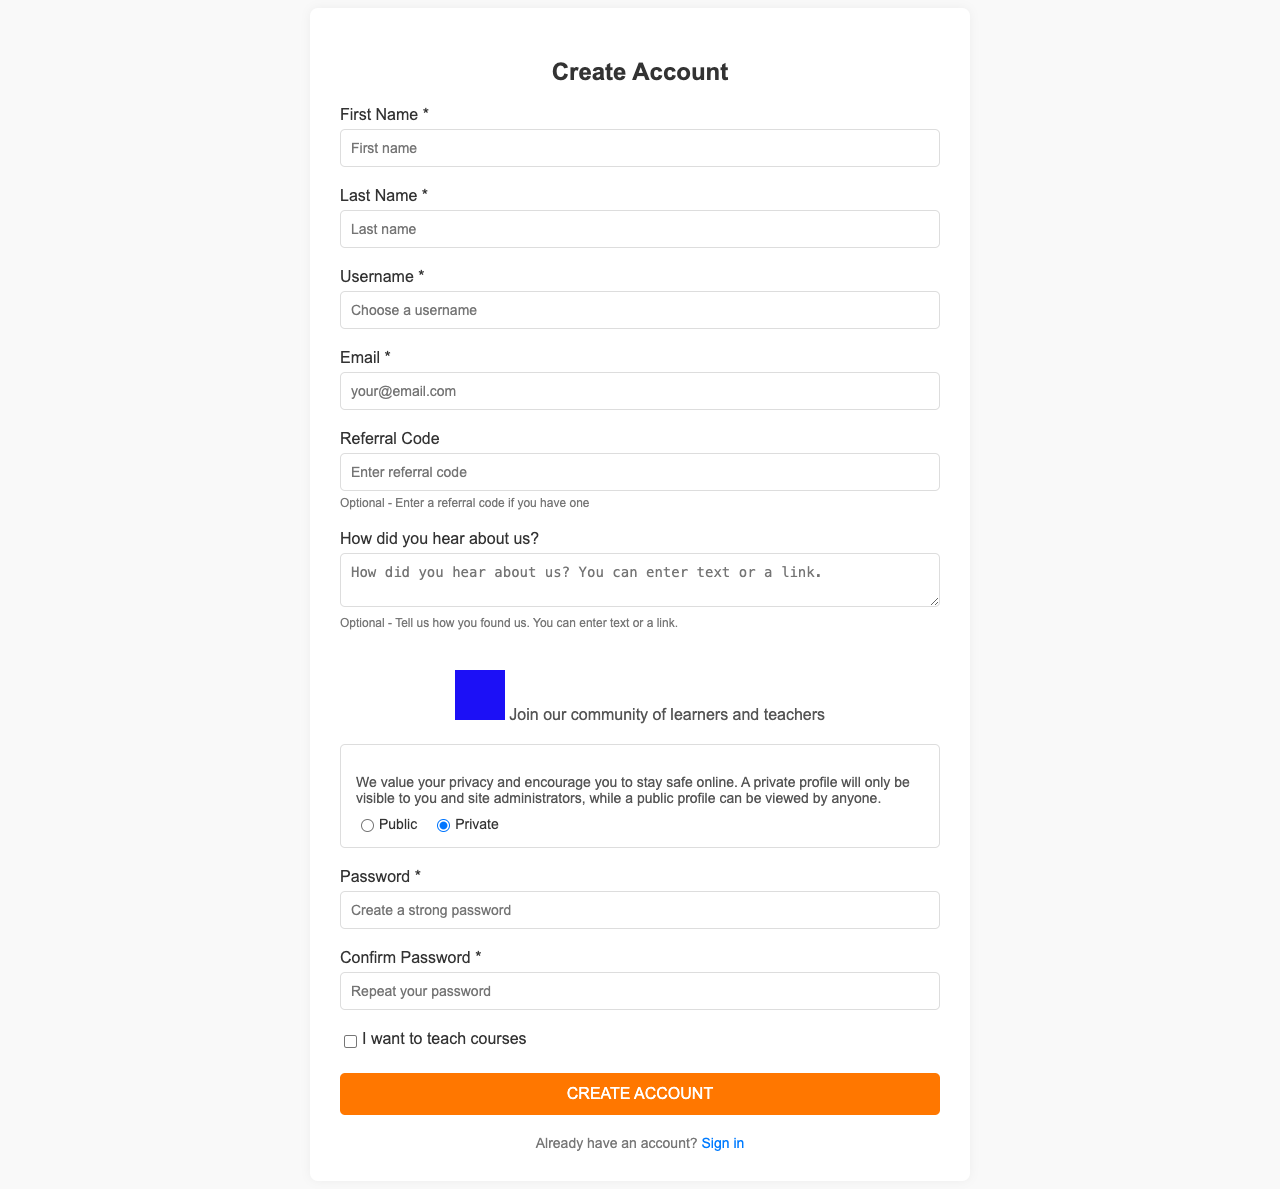 Create Account
First Name *
First name
Last Name *
Last name
Username *
Choose a username
Email *
your@email.com
Referral Code
Enter referral code
Optional - Enter a referral code if you have one
How did you hear about us?
How did you hear about us? You can enter text or a link.
Optional - Tell us how you found us. You can enter text or a link.
Join our community of learners and teachers
We value your privacy and encourage you to stay safe online. A private profile will only be
visible to you and site administrators, while a public profile can be viewed by anyone.
Public Private
Password *
Create a strong password
Confirm Password *
Repeat your password
I want to teach courses
CREATE ACCOUNT
Already have an account? Sign in